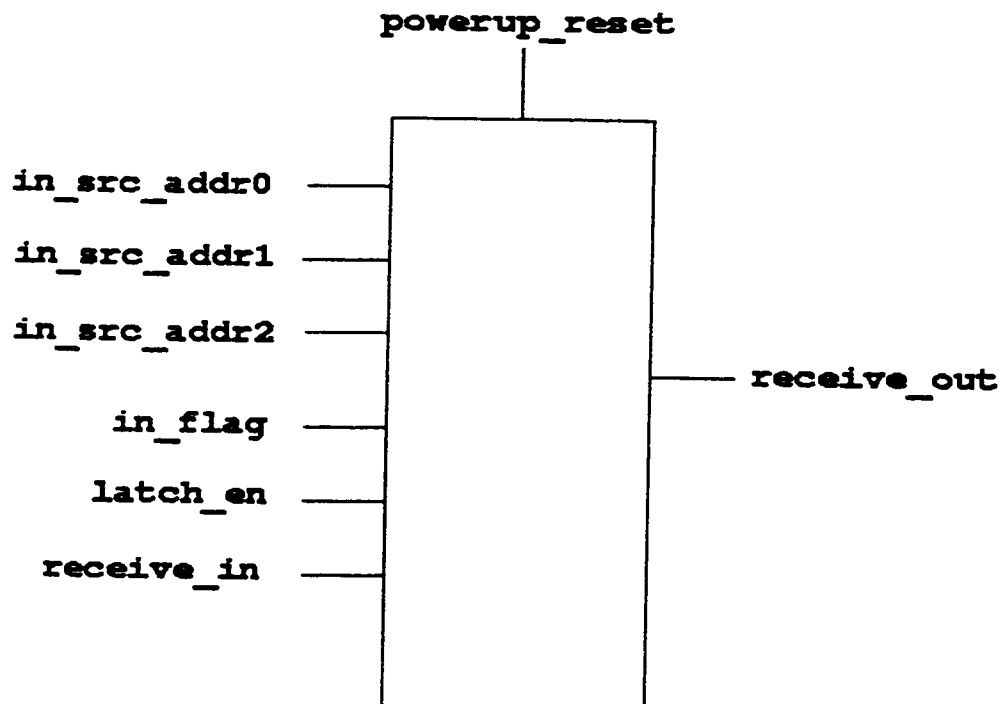 powerup_reset
in_src_addr0
in_src_addr1
in_src_addr2
receive_out
in_flag
latch_en
receive_in